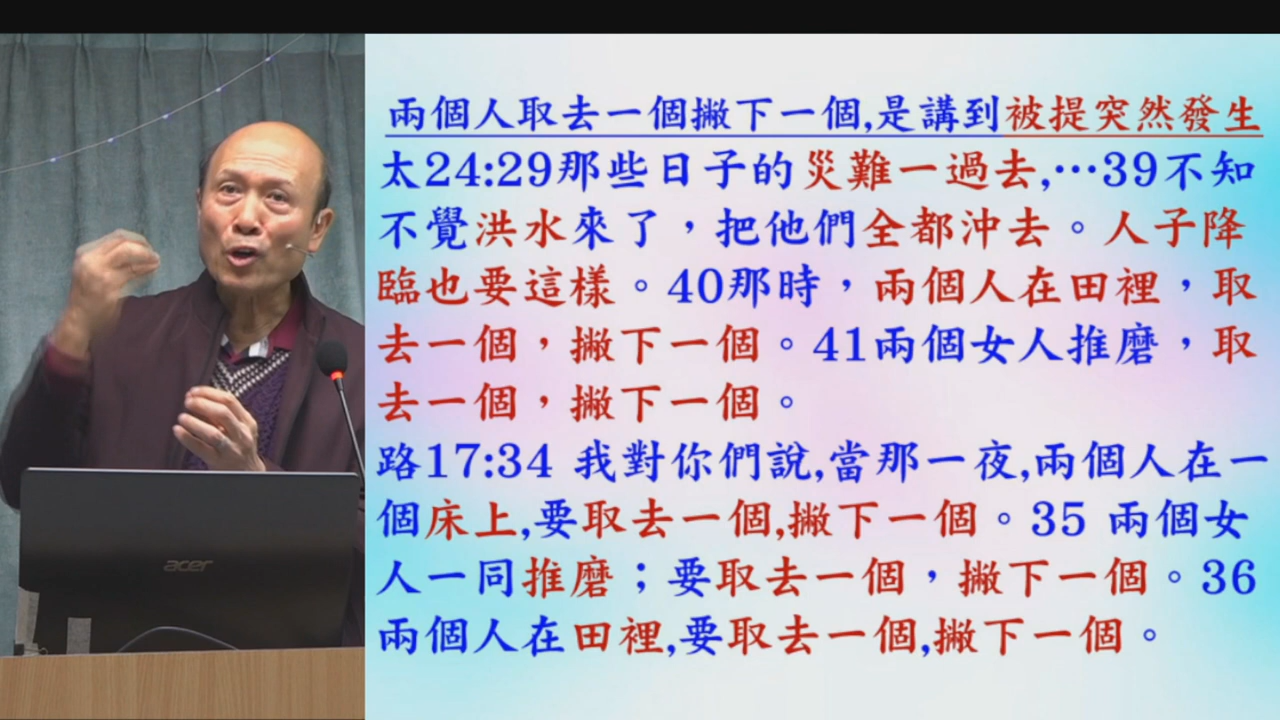 兩個人取去一個撇下一個,是講到被提突然發生
太24:29那些日子的災難一過去,…39不知
不覺洪水來了，把他們全都沖去。人子降
臨也要這樣。40那時，兩個人在田裡，取
去一個，撇下一個。41兩個女人推磨，取
去一個，撇下一個。
路17:34 我對你們說,當那一夜,兩個人在一
個床上,要取去一個,撇下一個。35 兩個女
人一同推磨；要取去一個，撇下一個。36
兩個人在田裡,要取去一個,撇下一個。
acer